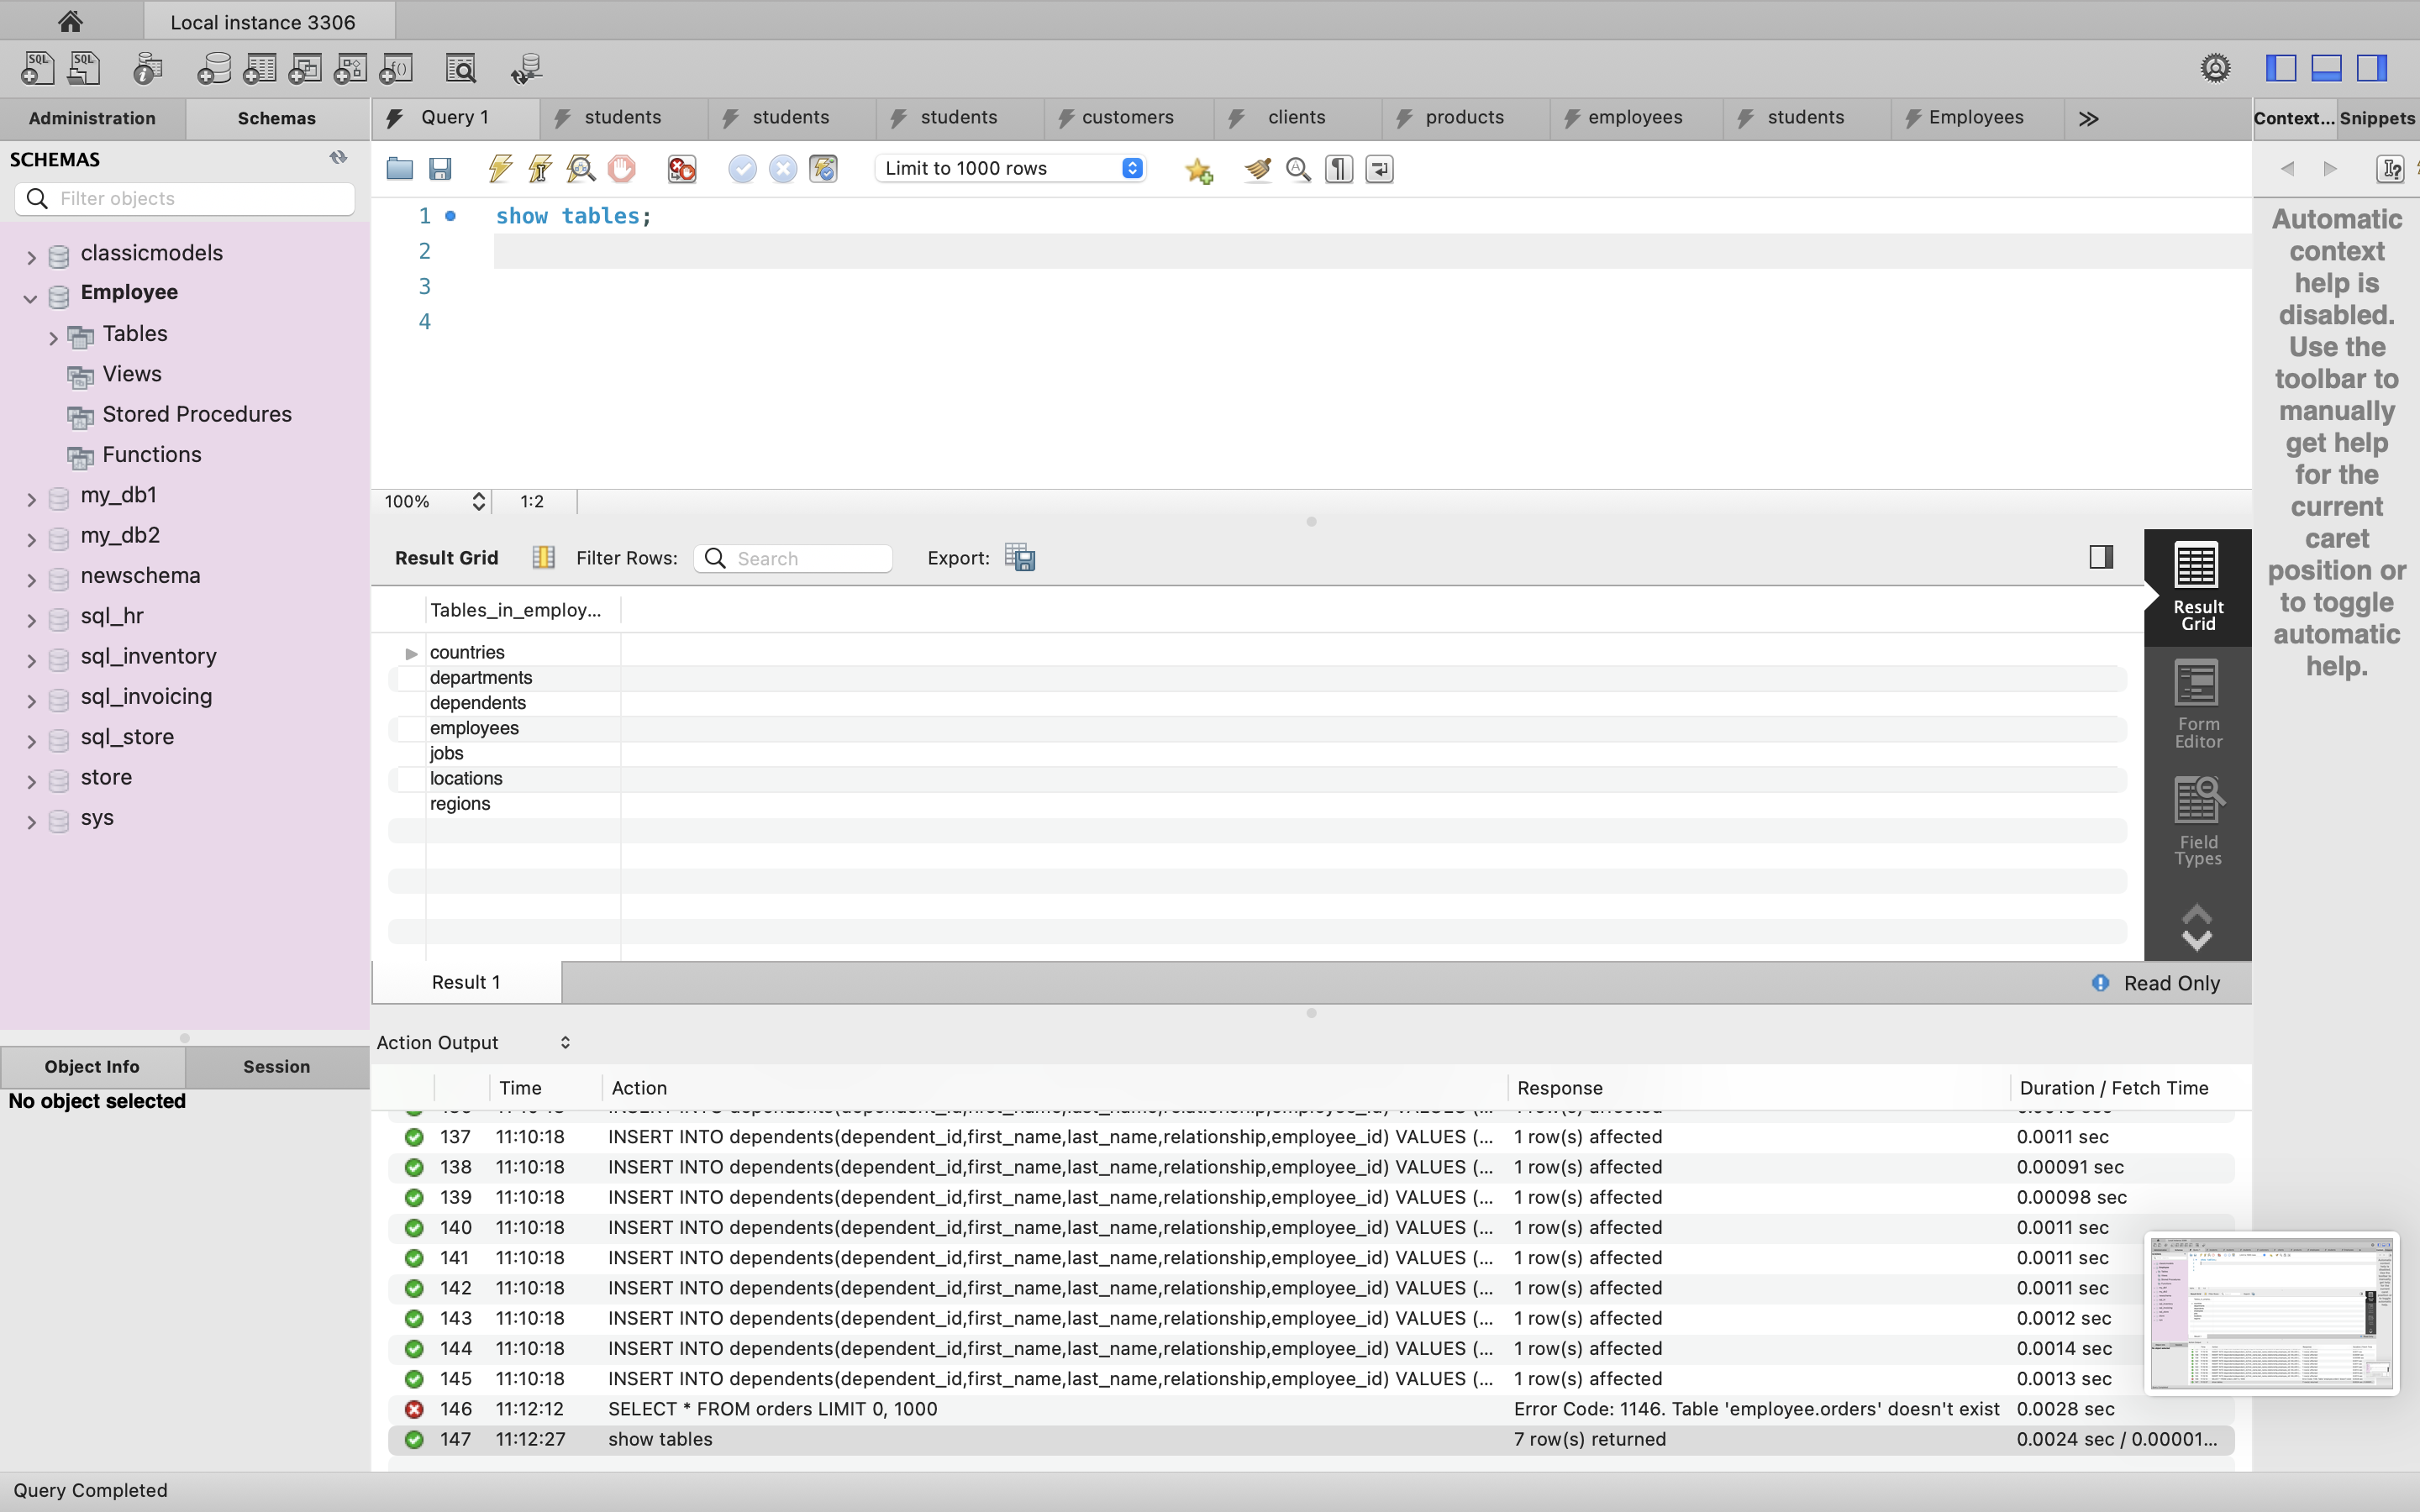 Local instance 3306
SQL SQL
Administration Schemas
Query 1 students students students customers clients products employees students Employees
Context... Snippets
SCHEMAS
Filter objects
Limit to 1000 rows
classicmodels
Employee
Tables
Views
Stored Procedures
Functions
my_db1
my_db2
newschema
sql_hr
sql_inventory
sql_invoicing
sql_store
store
sys
1 show tables;
2
3
4
100% 1:2
Automatic
context
help is
disabled.
Use the
toolbar to
manually
get help
for the
current
caret
position or
to toggle
automatic
help.
Result Grid Filter Rows: Search Export:
Tables_in_employ...
countries
departments
dependents
employees
jobs
locations
regions
Result
Grid
Form
Editor
Field
Types
Result 1 Read Only
Object Info Session
No object selected
Action Output
Time Action Response Duration / Fetch Time
137 11:10:18 INSERT INTO dependents(dependent_id,first_name,last_name,relationship,employee_id) VALUES (... 1 row(s) affected 0.0011 sec
138 11:10:18 INSERT INTO dependents(dependent_id,first_name,last_name,relationship,employee_id) VALUES (... 1 row(s) affected 0.00091 sec
139 11:10:18 INSERT INTO dependents(dependent_id,first_name,last_name,relationship,employee_id) VALUES (... 1 row(s) affected 0.00098 sec
140 11:10:18 INSERT INTO dependents(dependent_id,first_name,last_name,relationship,employee_id) VALUES (... 1 row(s) affected 0.0011 sec
141 11:10:18 INSERT INTO dependents(dependent_id,first_name,last_name,relationship,employee_id) VALUES (... 1 row(s) affected 0.0011 sec
142 11:10:18 INSERT INTO dependents(dependent_id,first_name,last_name,relationship,employee_id) VALUES (... 1 row(s) affected 0.0011 sec
143 11:10:18 INSERT INTO dependents(dependent_id,first_name,last_name,relationship,employee_id) VALUES (... 1 row(s) affected 0.0012 sec
144 11:10:18 INSERT INTO dependents(dependent_id,first_name,last_name,relationship,employee_id) VALUES (... 1 row(s) affected 0.0014 sec
145 11:10:18 INSERT INTO dependents(dependent_id,first_name,last_name,relationship,employee_id) VALUES (... 1 row(s) affected 0.0013 sec
146 11:12:12 SELECT * FROM orders LIMIT 0, 1000 Error Code: 1146. Table 'employee.orders' doesn't exist 0.0028 sec
147 11:12:27 show tables 7 row(s) returned 0.0024 sec / 0.00001...
Query Completed